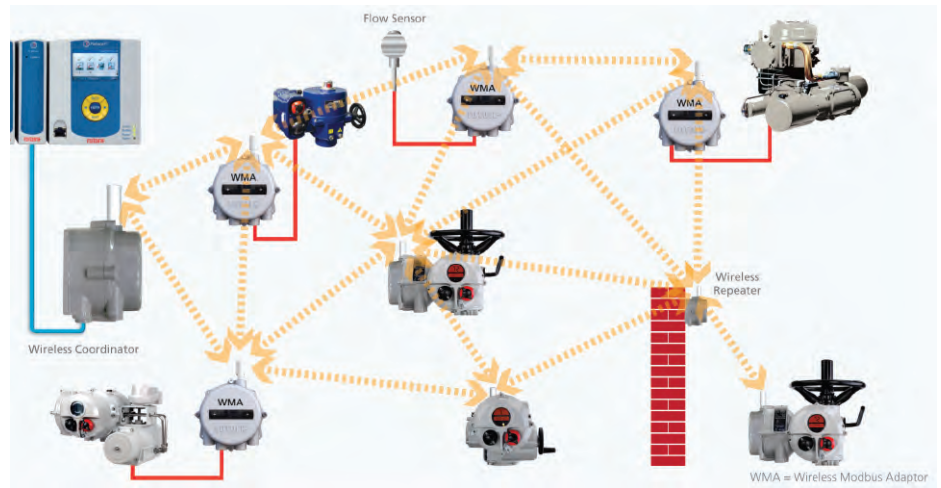 Flow Sensor
WMA
WMA
WMA
Wireless
Repeater
Wireless Coordinator
WMA
WMA = Wireless Modbus Adaptor